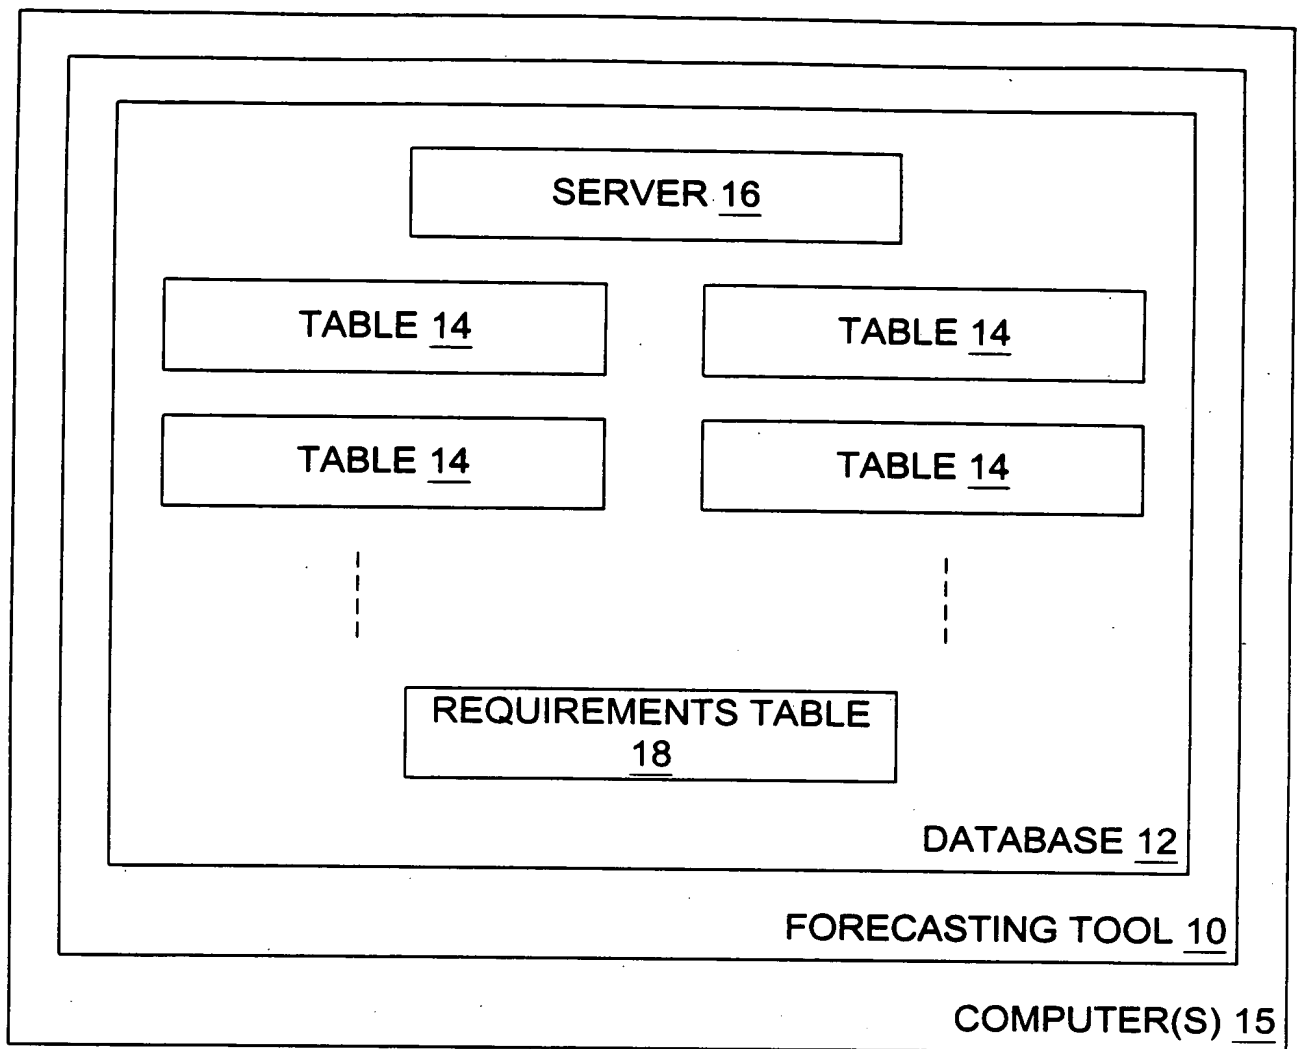 SERVER 16
TABLE 14
TABLE 14
TABLE 14
TABLE 14
REQUIREMENTS TABLE
18
DATABASE 12
FORECASTING TOOL 10
COMPUTER(S) 15